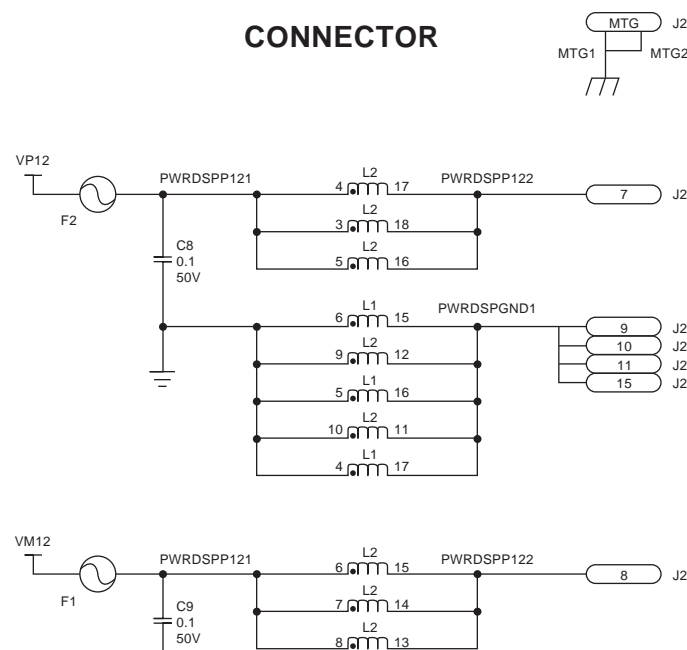 CONNECTOR
MTG J2
MTG1 MTG2
VP12
F2
PWRDSPP121
L2
4 17
PWRDSPP122
7 J2
L2
3 18
C8
0.1
50V
L2
5 16
L1
6 15
PWRDSPGND1
9 J2
L2
9 12
10 J2
11 J2
15 J2
L1
5 16
L2
10 11
L1
4 17
VM12
F1
PWRDSPP121
L2
6 15
PWRDSPP122
8 J2
L2
7 14
C9
0.1
50V
L2
8 13